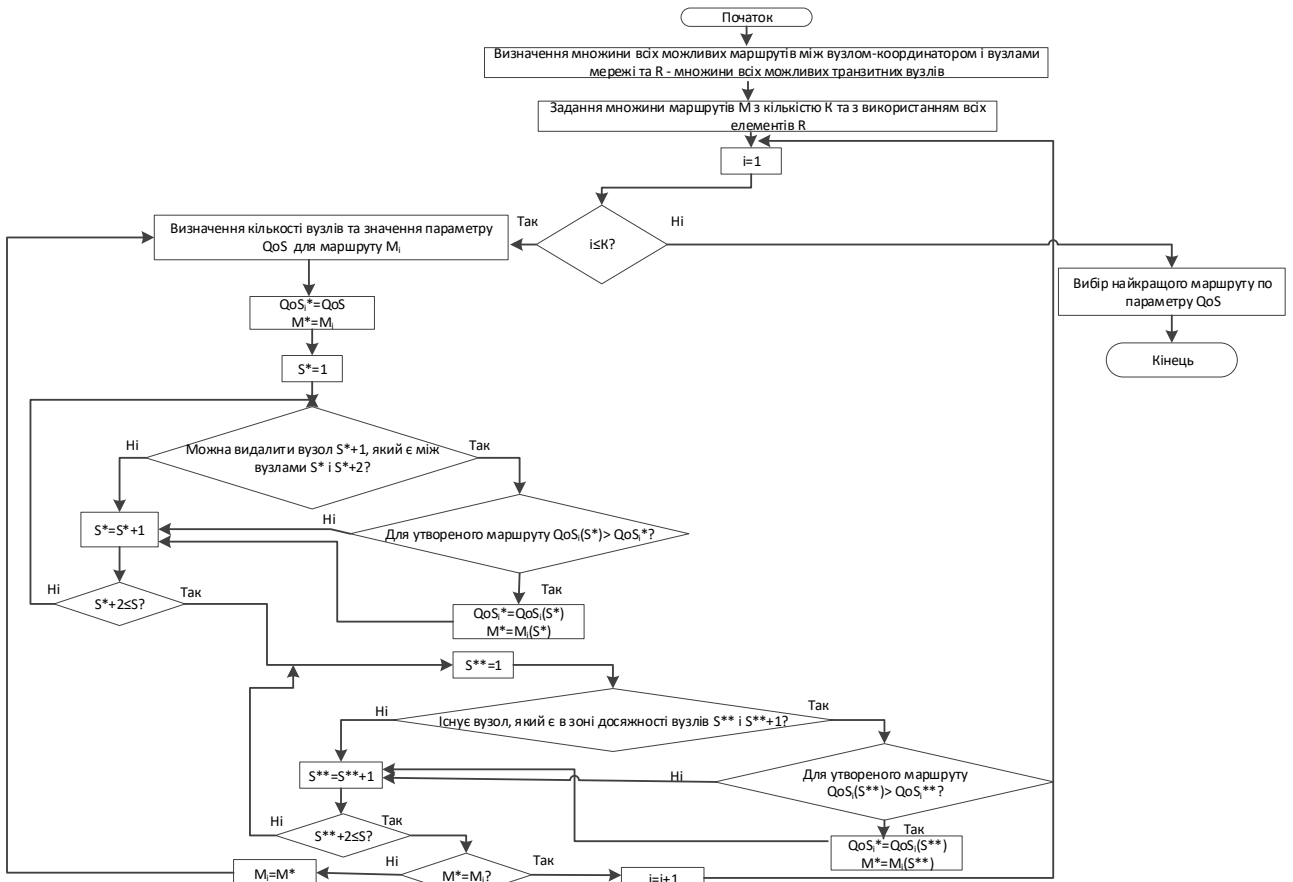 Початок
Визначення множини всіх можливих маршрутів між вузлом-координатором і вузлами
мережі та R - множини всіх можливих транзитних вузлів
Задання множини маршрутів M з кількістю K та з використанням всіх
елементів R
i=1
i≤K?
Так
Ні
Визначення кількості вузлів та значення параметру
QoS для маршруту Mᵢ
Вибір найкращого маршруту по
параметру QoS
Кінець
QoSᵢ*=QoS
M*=Mᵢ
S*=1
Можна видалити вузол S*+1, який є між
вузлами S* і S*+2?
Ні
Так
Для утвореного маршруту QoSᵢ(S*)> QoSᵢ*?
Ні
Так
S*=S*+1
QoSᵢ*=QoSᵢ(S*)
M*=Mᵢ(S*)
S*+2≤S?
Ні
Так
S**=1
Існує вузол, який є в зоні досяжності вузлів S** і S**+1?
Ні
Так
S**=S**+1
Для утвореного маршруту
QoSᵢ(S**)> QoSᵢ**?
Ні
Так
QoSᵢ*=QoSᵢ(S**)
M*=Mᵢ(S**)
S**+2≤S?
Ні
Так
M*=Mᵢ?
Ні
Так
Mᵢ=M*
i=i+1